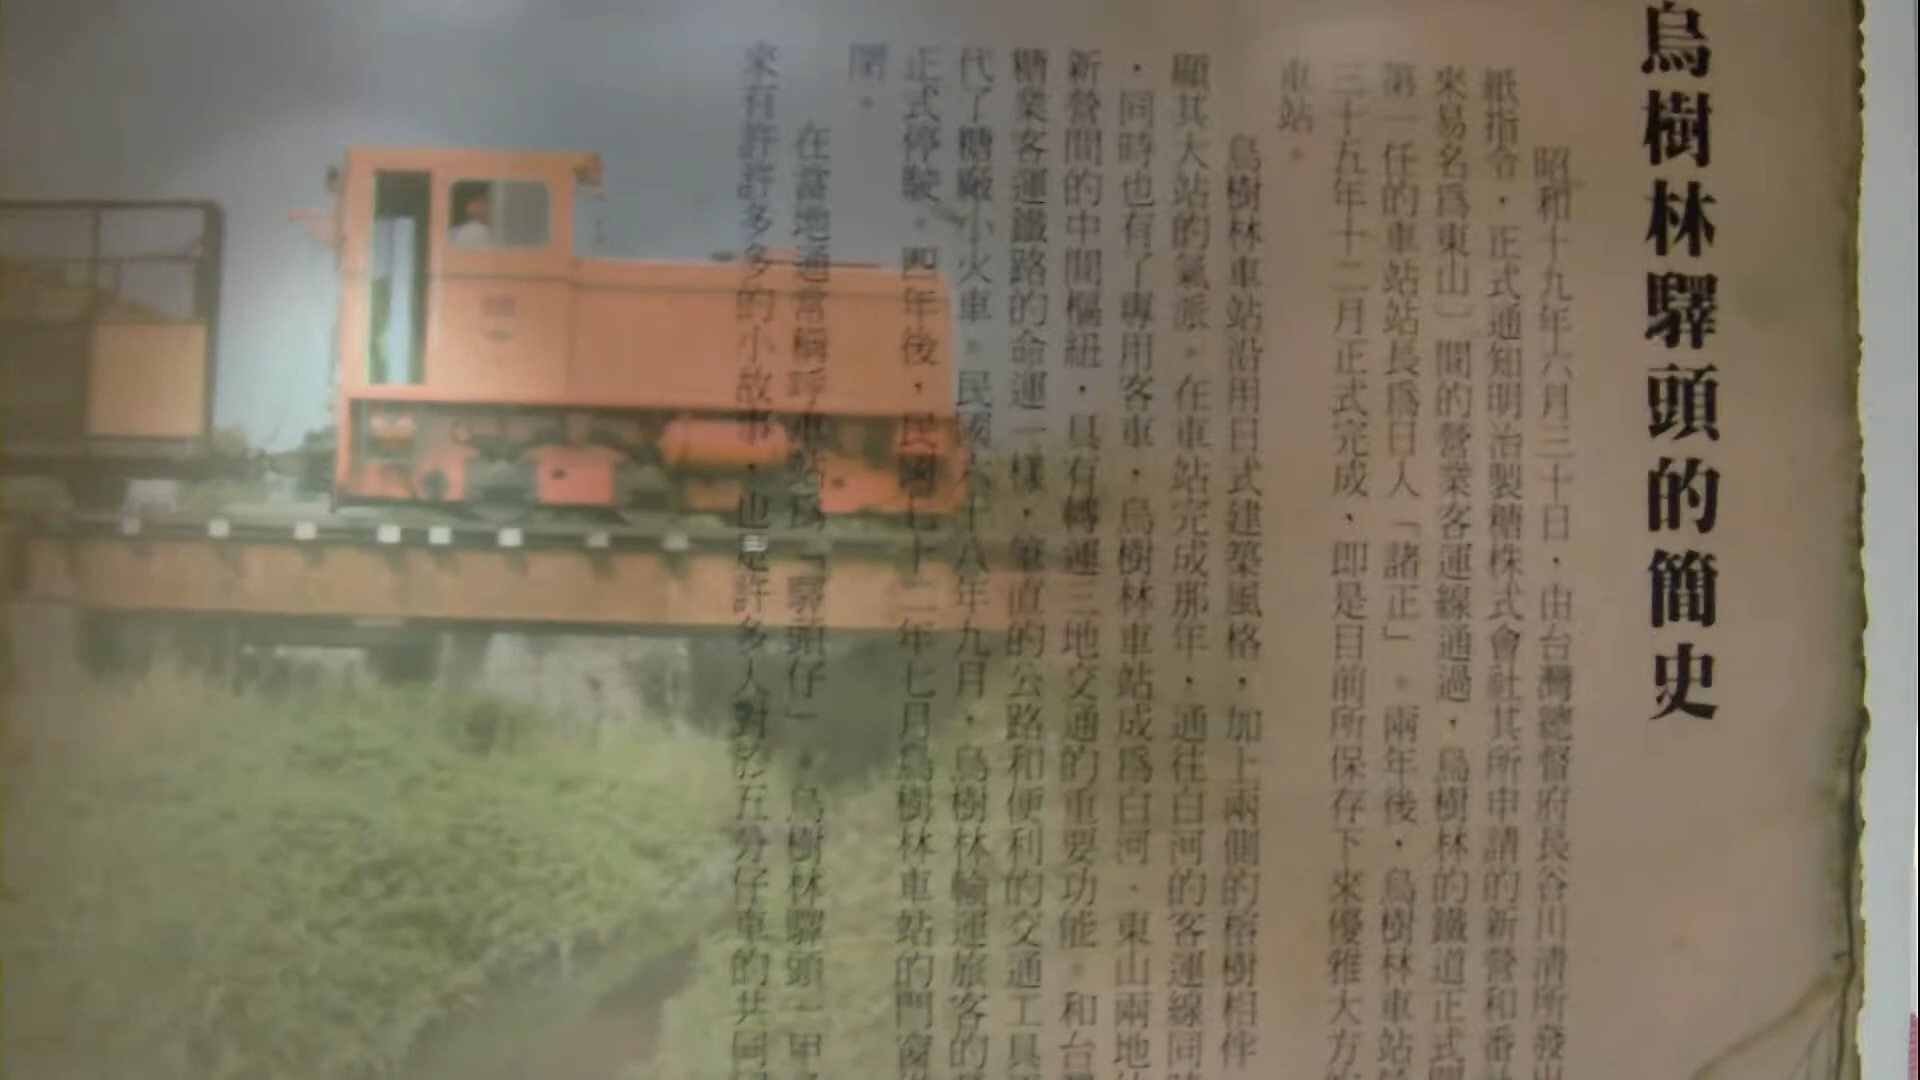 烏樹林驛頭的簡史
昭和十九年六月三十日，由台灣總督府長谷川清所發出
紙指令，正式通知明治製糖株式會社其所申請的新營和番社
來易名爲東山〕間的營業客運線通過，烏樹林的鐵道正式開
第一任的車站站長爲日人「諸正」。兩年後，烏樹林車站
三十五年十二月正式完成，即是目前所保存下來優雅大方
車站。
烏樹林車站沿用日式建築風格，加上兩側的榕樹相伴
顯其大站的氣派。在車站完成那年，通往白河的客運線同
，同時也有了專用客車，烏樹林車站成爲白河、東山兩地
新營間的中間樞紐，具有轉運三地交通的重要功能。和台灣
糖業客運鐵路的命運一樣，筆直的公路和便利的交通工具
代了糖廠小火車。民國六十八年九月，烏樹林輸運旅客的
正式停駛。四年後，民國七十二年七月烏樹林車站的門窗
閉。
在當地通常稱呼車站爲「驛頭仔」，烏樹林驛頭一甲子
來有許許多多的小故事，也是許多人對於五分仔車的共同